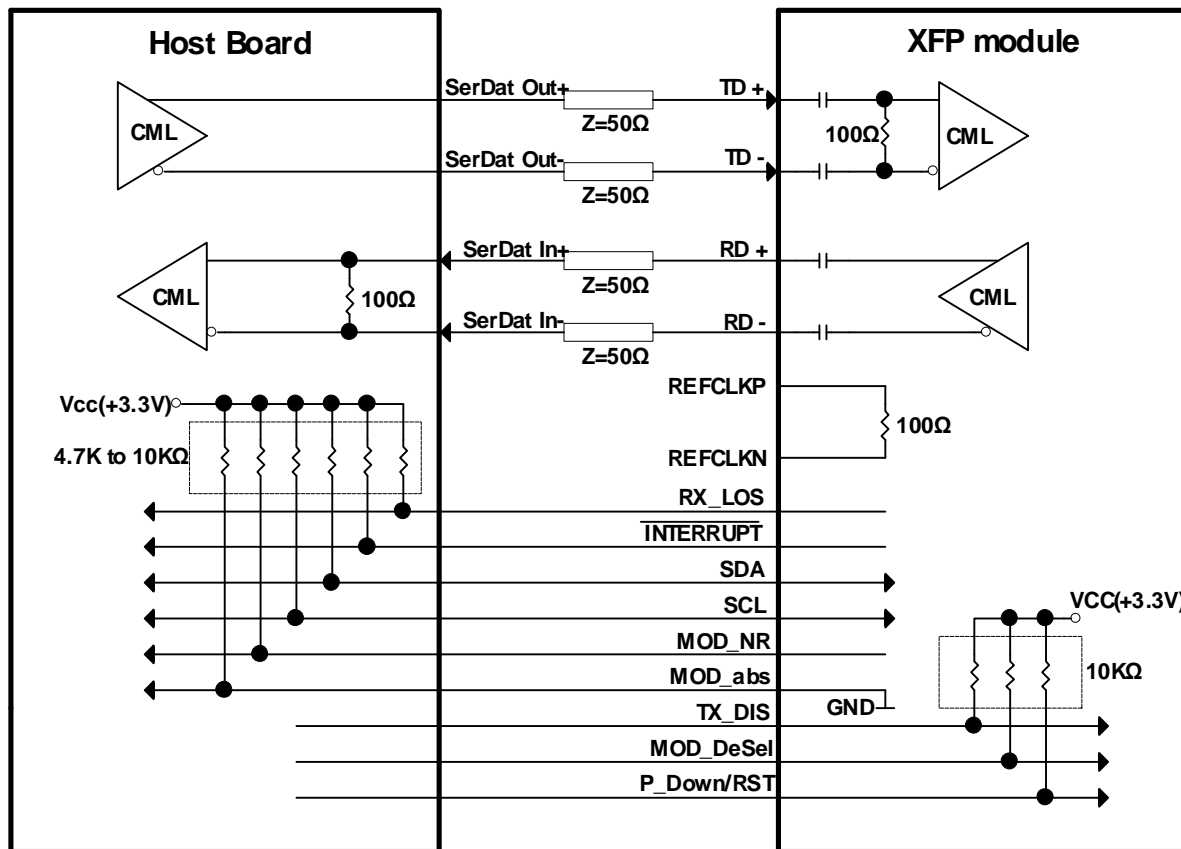 Host Board
XFP module
SerDat Out+
TD +
CML
Z=50Ω
100Ω
CML
SerDat Out-
TD -
Z=50Ω
SerDat In+
RD +
CML
100Ω
Z=50Ω
CML
SerDat In-
RD -
Z=50Ω
REFCLKP
Vcc(+3.3V)
100Ω
4.7K to 10KΩ
REFCLKN
RX_LOS
INTERRUPT
SDA
SCL
VCC(+3.3V)
MOD_NR
MOD_abs
10KΩ
GND
TX_DIS
MOD_DeSel
P_Down/RST